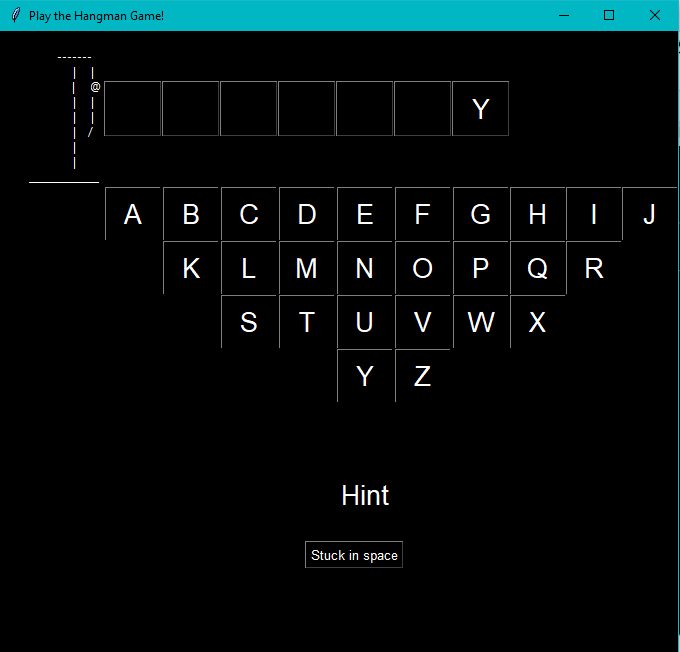 Play the Hangman Game!
-------
| |
| @
| |
| |
| /
|
|
Y
A B C D E F G H I J
K L M N O P Q R
S T U V W X
Y Z
Hint
Stuck in space